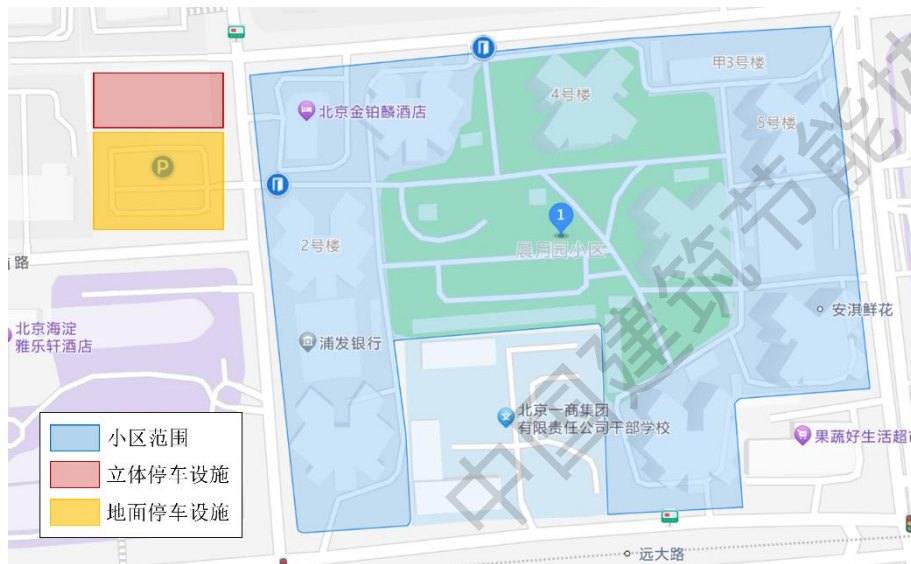 甲3号楼
4号楼
北京金铂麟酒店
5号楼
P
1
2号楼
晨月园小区
路
安淇鲜花
北京海淀
雅乐轩酒店
浦发银行
北京一商集团
有限责任公司干部学校
果蔬好生活超
小区范围
立体停车设施
地面停车设施
远大路
中国建筑节能协